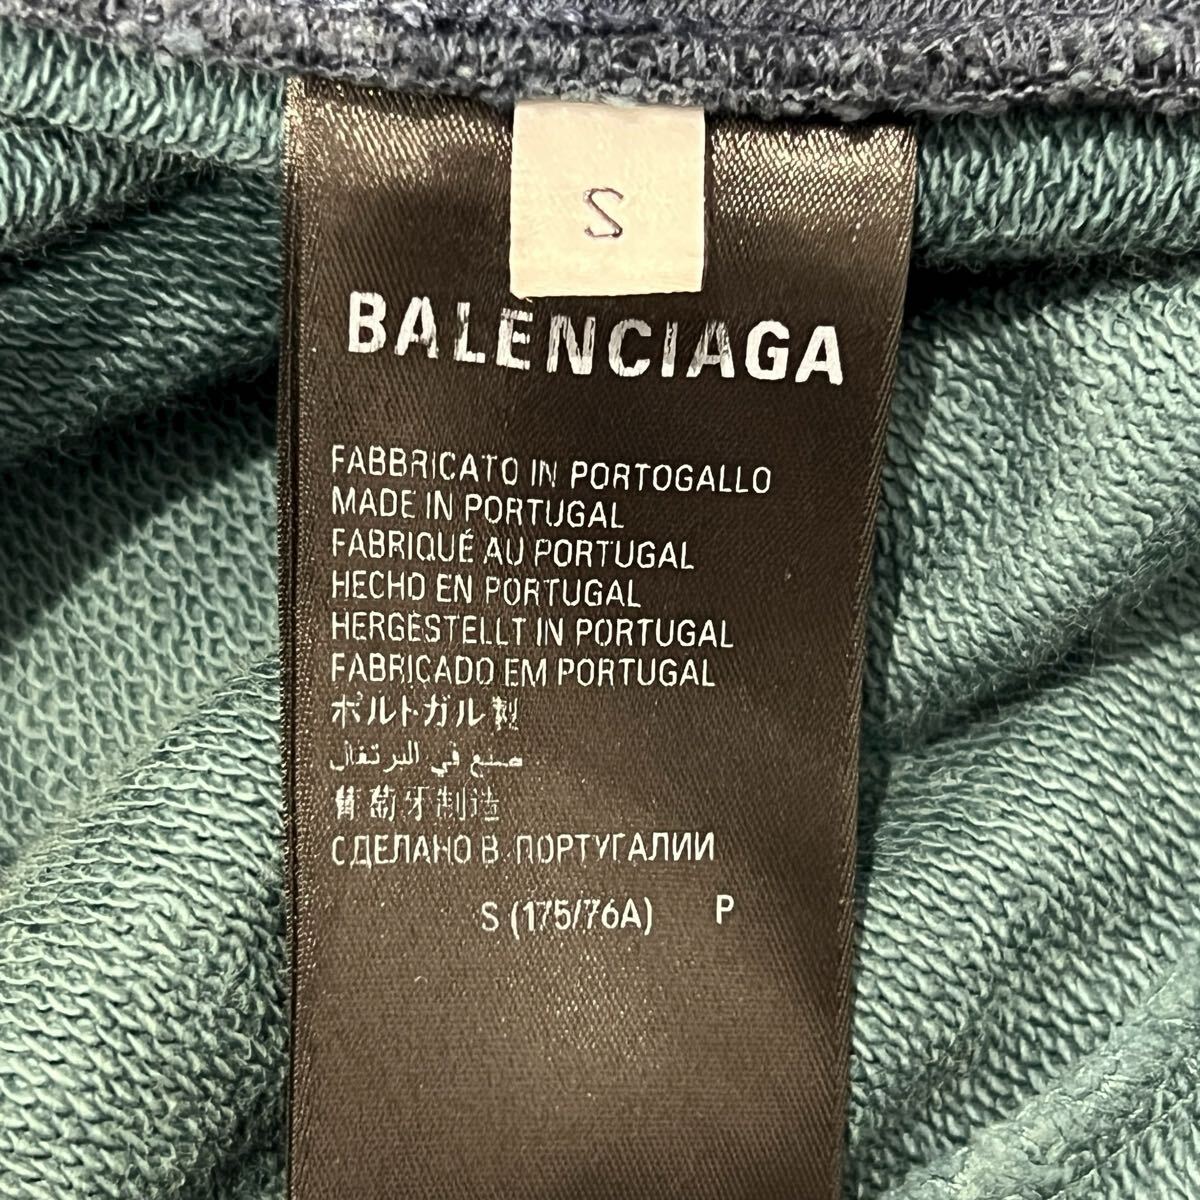 S
BALENCIAGA
FABBRICATO IN PORTOGALLO
MADE IN PORTUGAL
FABRIQUÉ AU PORTUGAL
HECHO EN PORTUGAL
HERGESTELLT IN PORTUGAL
FABRICADO EM PORTUGAL
ポルトガル製
صنع في البرتغال
葡萄牙制造
СДЕЛАНО В ПОРТУГАЛИИ
S (175/76A) P